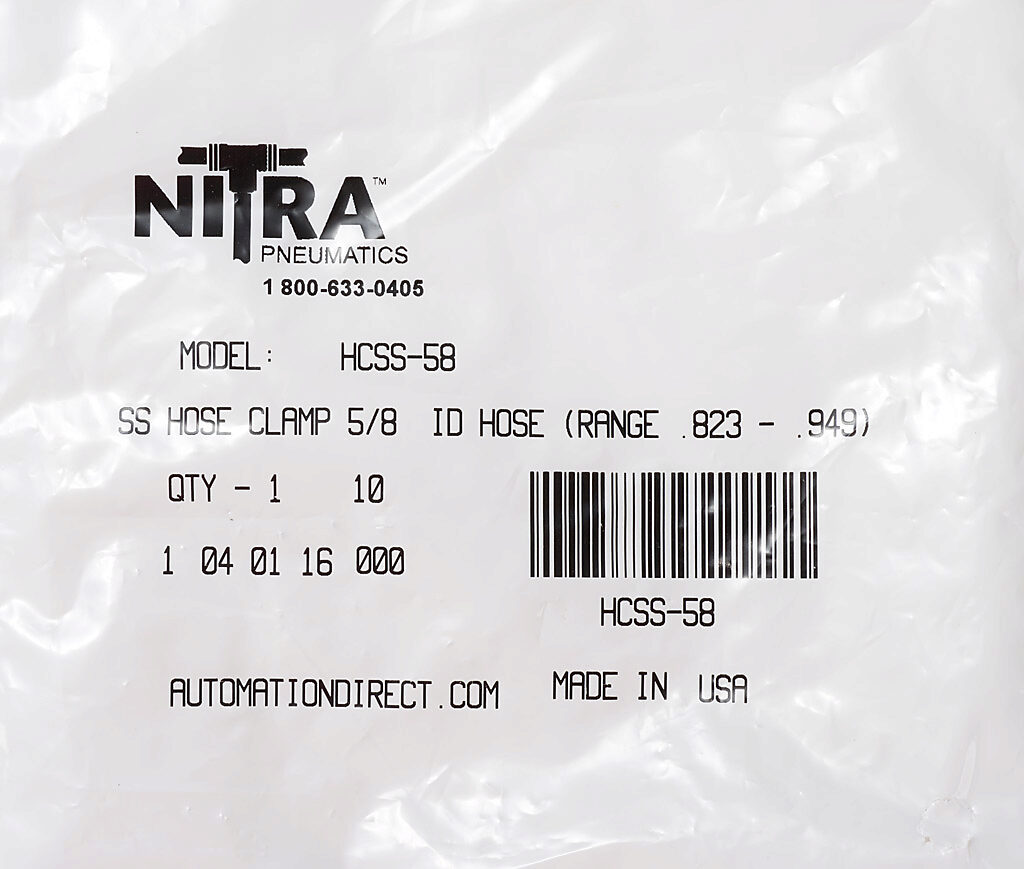 NITRA™
PNEUMATICS
1 800-633-0405
MODEL: HCSS-58
SS HOSE CLAMP 5/8 ID HOSE (RANGE .823 - .949)
QTY - 1 10
1 04 01 16 000
HCSS-58
AUTOMATIONDIRECT.COM MADE IN USA